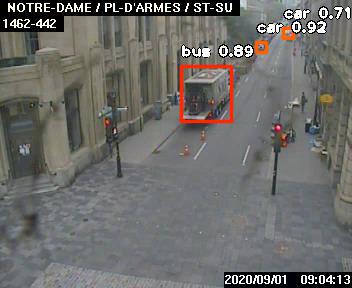 NOTRE-DAME / PL-D'ARMES / ST-SU
1462-442
car 0.71
car 0.92
bus 0.89
2020/09/01 09:04:13